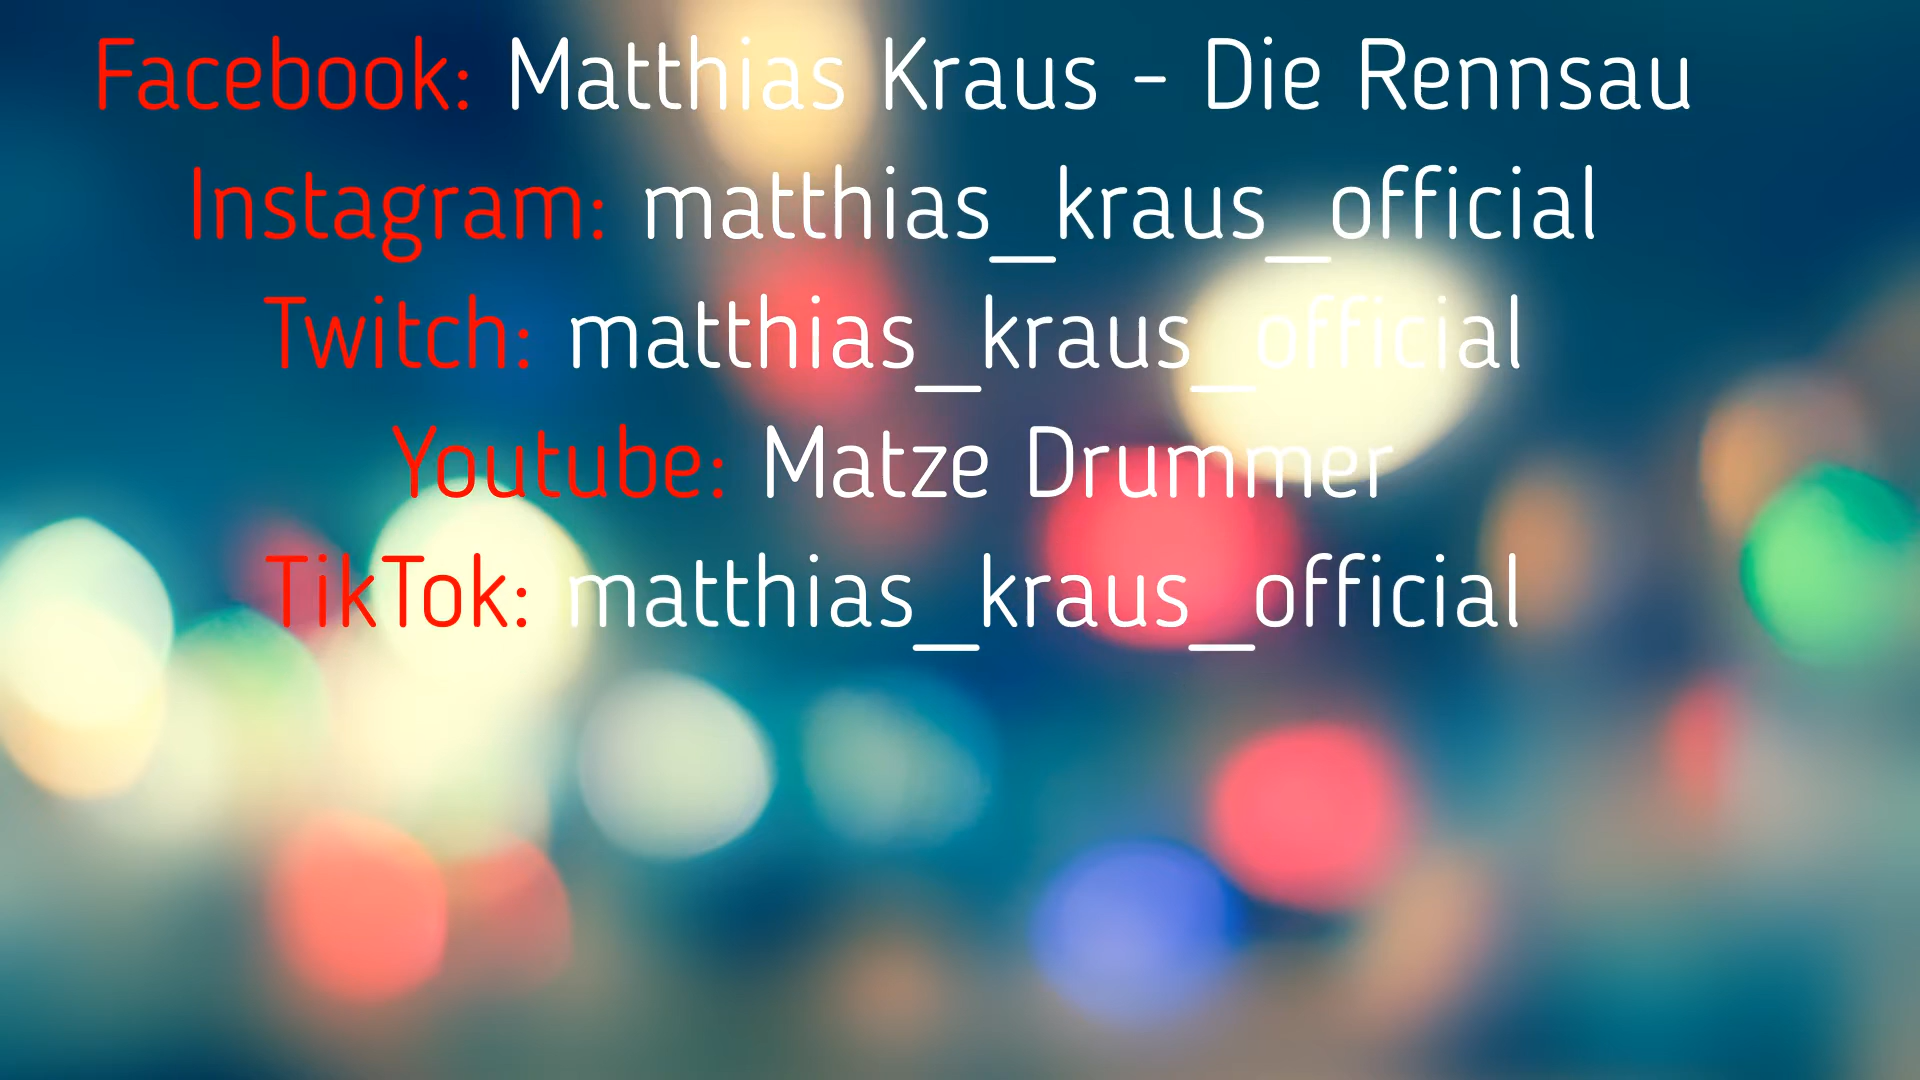 Facebook: Matthias Kraus - Die Rennsau
Instagram: matthias_kraus_official
Twitch: matthias_kraus_official
Youtube: Matze Drummer
TikTok: matthias_kraus_official